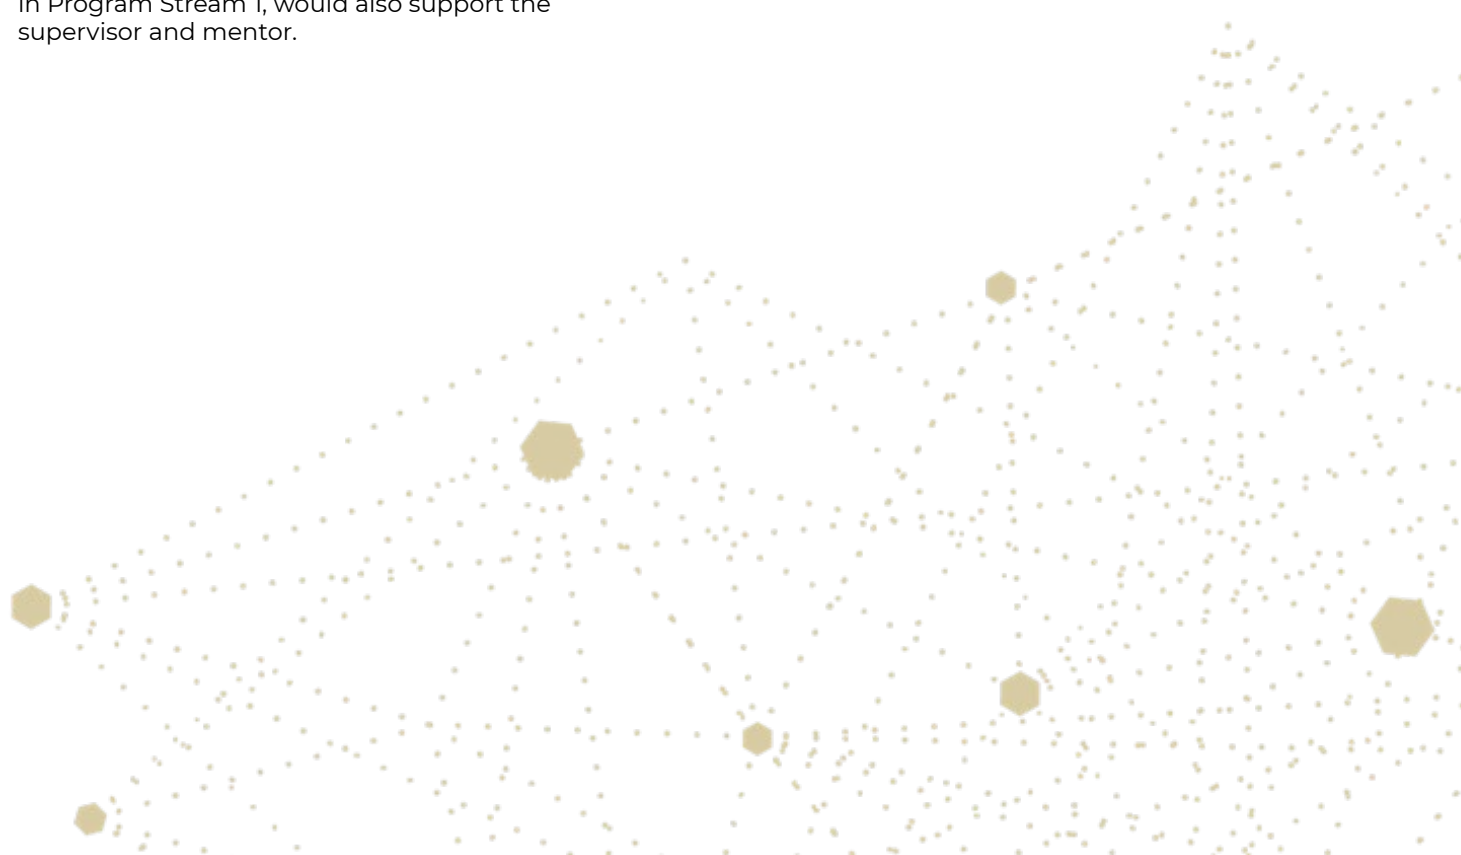 in Program Stream 1, would also support the
supervisor and mentor.